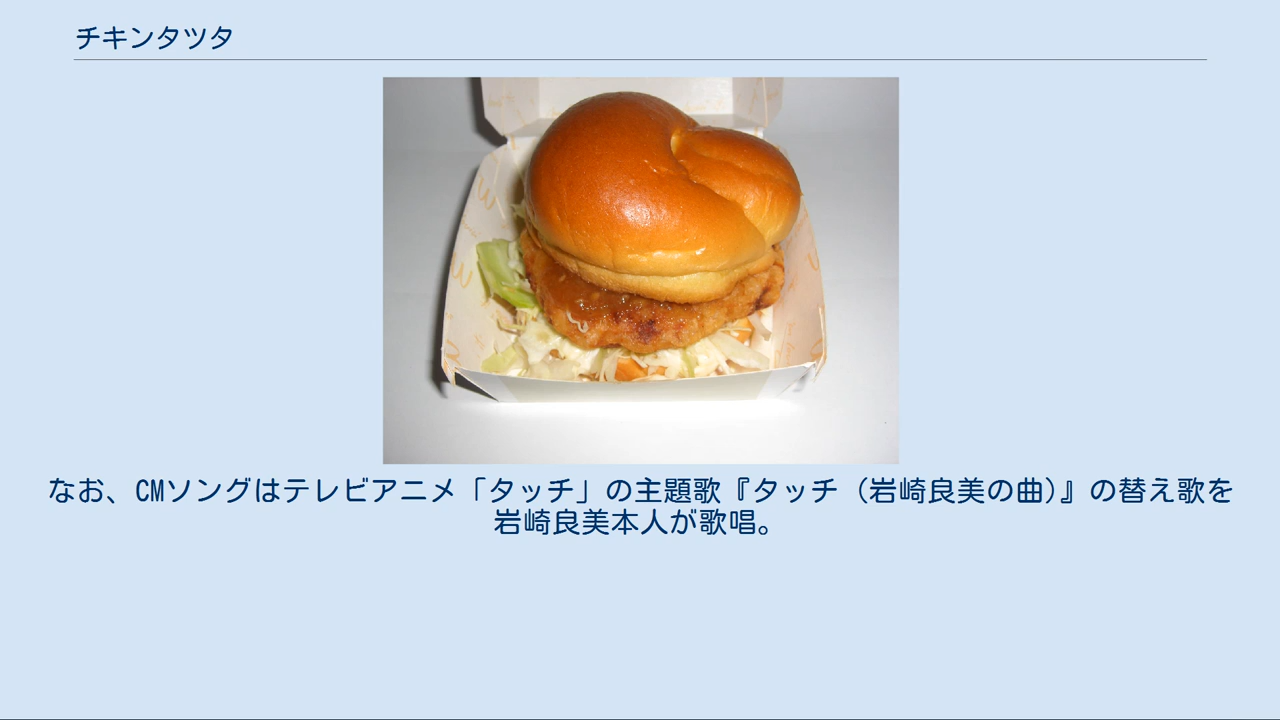 チキンタツタ
なお、CMソングはテレビアニメ「タッチ」の主題歌『タッチ (岩崎良美の曲)』の替え歌を
岩崎良美本人が歌唱。